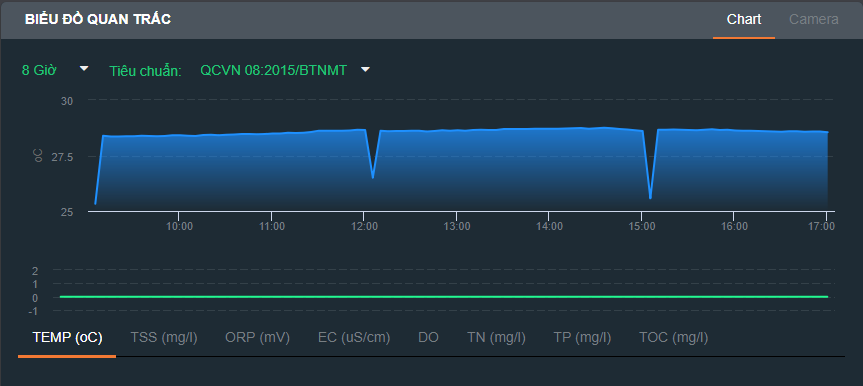 BIỂU ĐỒ QUAN TRẮC Chart Camera
8 Giờ Tiêu chuẩn: QCVN 08:2015/BTNMT
30
oC
27.5
25
10:00 11:00 12:00 13:00 14:00 15:00 16:00 17:00
2
1
0
-1
TEMP (oC) TSS (mg/l) ORP (mV) EC (uS/cm) DO TN (mg/l) TP (mg/l) TOC (mg/l)